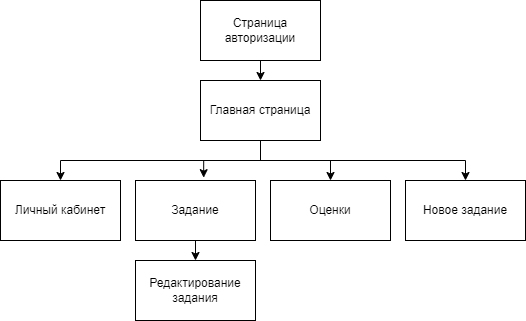 Страница
авторизации
Главная страница
Личный кабинет
Задание
Оценки
Новое задание
Редактирование
задания